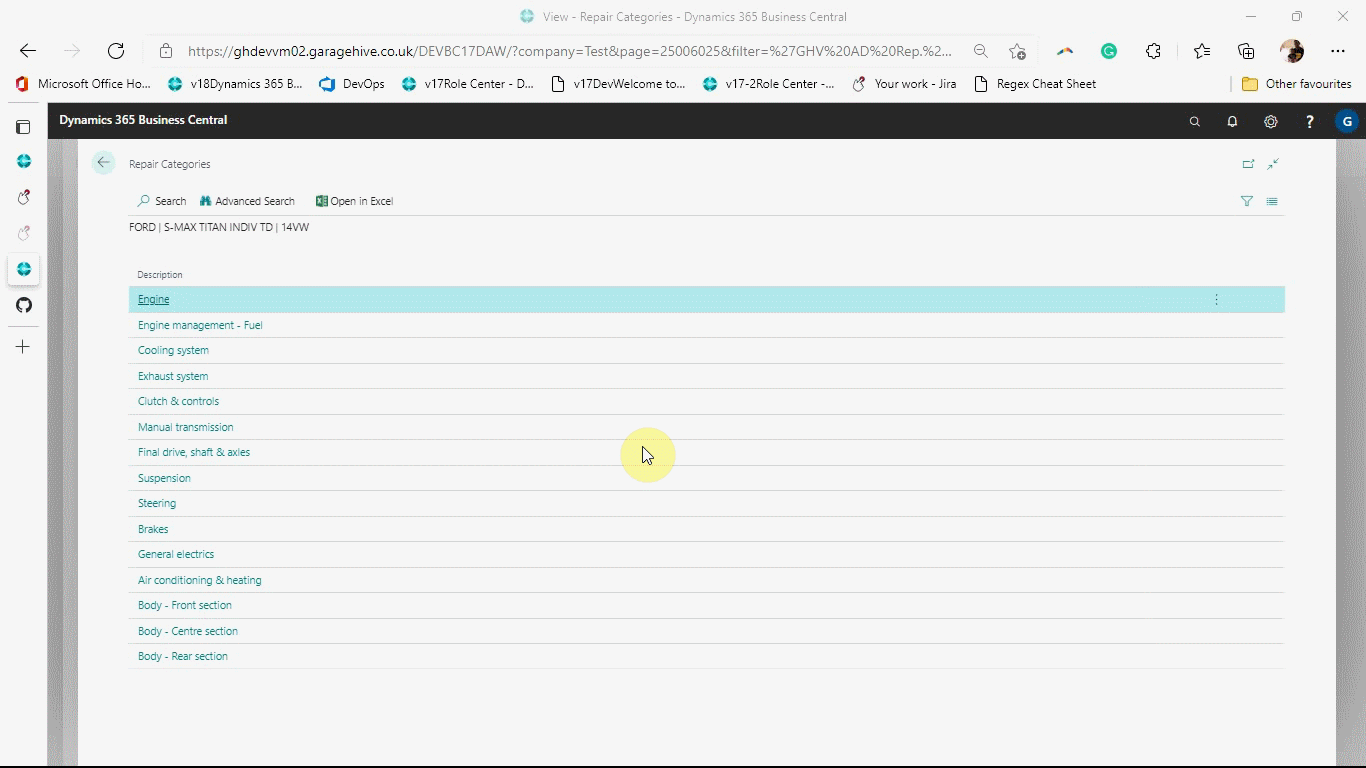 View - Repair Categories - Dynamics 365 Business Central
https://ghdevvm02.garagehive.co.uk/DEVBC17DAW/?company=Test&page=25006025&filter=%27GHV%20AD%20Rep.%2...
Microsoft Office Ho... v18Dynamics 365 B... DevOps v17Role Center - D... v17DevWelcome to... v17-2Role Center -... Your work - Jira Regex Cheat Sheet Other favourites
Dynamics 365 Business Central ? G
Repair Categories
Search Advanced Search Open in Excel
FORD | S-MAX TITAN INDIV TD | 14VW
Description
Engine
Engine management - Fuel
Cooling system
Exhaust system
Clutch & controls
Manual transmission
Final drive, shaft & axles
Suspension
Steering
Brakes
General electrics
Air conditioning & heating
Body - Front section
Body - Centre section
Body - Rear section